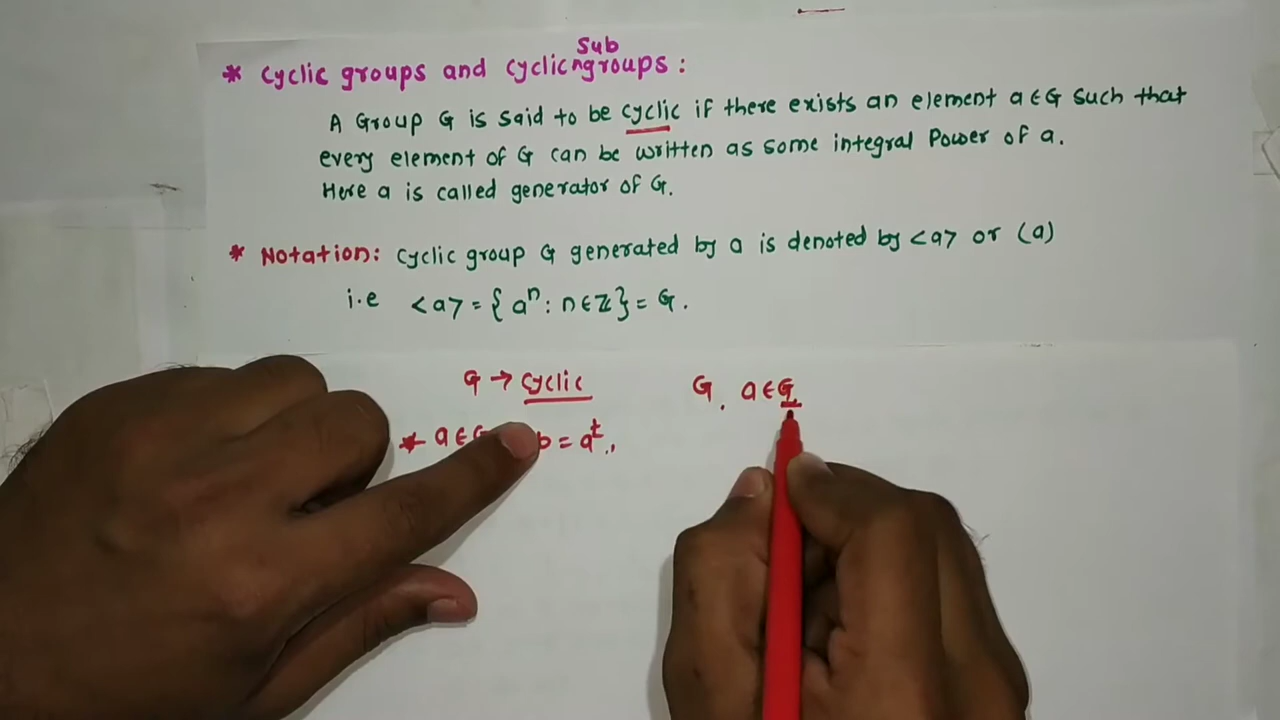 * Cyclic groups and cyclic ^ Sub groups :
A Group G is said to be cyclic if there exists an element a∈G such that
every element of G can be written as some integral Power of a.
Here a is called generator of G.
* Notation: cyclic group G generated by a is denoted by <a> or (a)
i.e <a> = { aⁿ : n∈ℤ } = G .
G → cyclic
* a∈G b = aᵗ ,,
G , a∈G